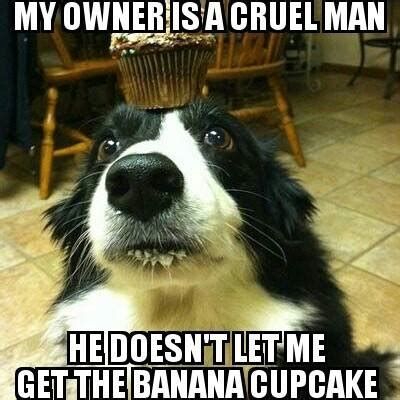 MY OWNER IS A CRUEL MAN
HE DOESN'T LET ME
GET THE BANANA CUPCAKE